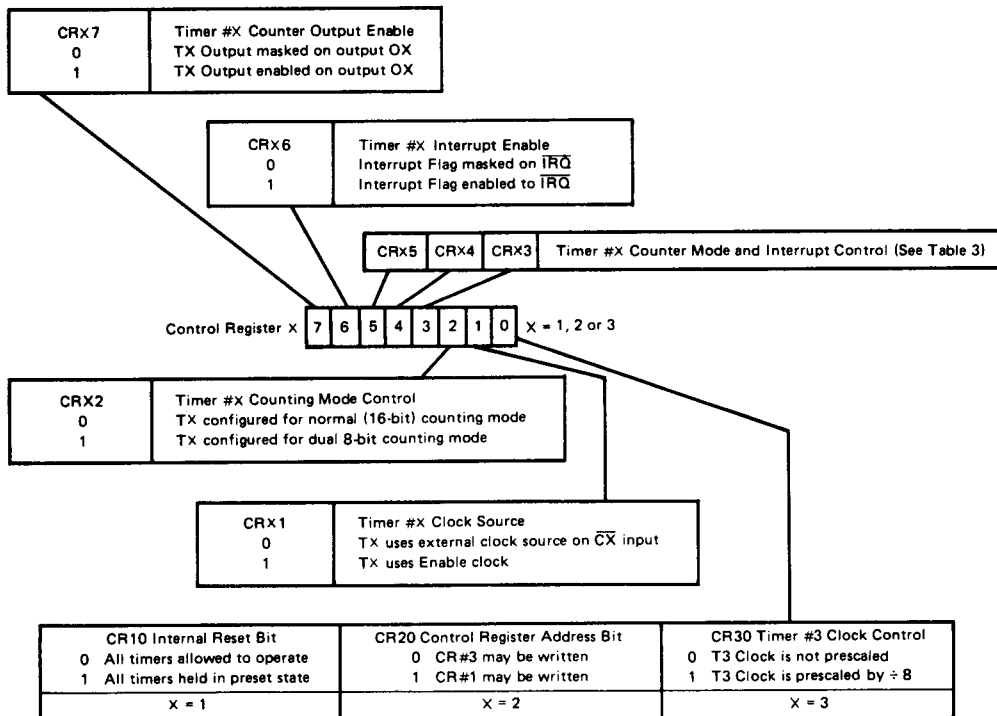 CRX7 Timer #X Counter Output Enable
0 TX Output masked on output OX
1 TX Output enabled on output OX
CRX6 Timer #X Interrupt Enable
0 Interrupt Flag masked on I̅R̅Q̅
1 Interrupt Flag enabled to I̅R̅Q̅
CRX5 CRX4 CRX3 Timer #X Counter Mode and Interrupt Control (See Table 3)
Control Register X 7 6 5 4 3 2 1 0 X = 1, 2 or 3
CRX2 Timer #X Counting Mode Control
0 TX configured for normal (16-bit) counting mode
1 TX configured for dual 8-bit counting mode
CRX1 Timer #X Clock Source
0 TX uses external clock source on C̅X̅ input
1 TX uses Enable clock
CR10 Internal Reset Bit CR20 Control Register Address Bit CR30 Timer #3 Clock Control
0 All timers allowed to operate 0 CR#3 may be written 0 T3 Clock is not prescaled
1 All timers held in preset state 1 CR#1 may be written 1 T3 Clock is prescaled by ÷ 8
X = 1 X = 2 X = 3